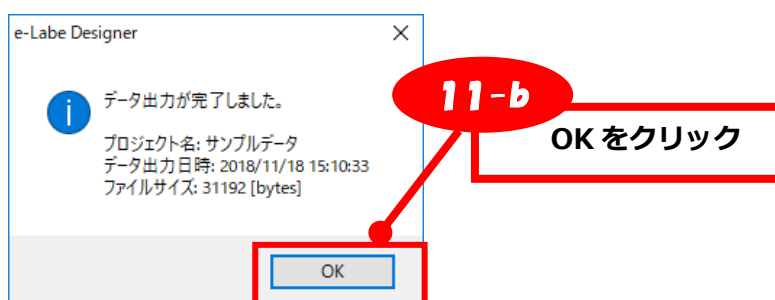 e-Labe Designer
データ出力が完了しました。
プロジェクト名: サンプルデータ
データ出力日時: 2018/11/18 15:10:33
ファイルサイズ: 31192 [bytes]
11-b
OK をクリック
OK